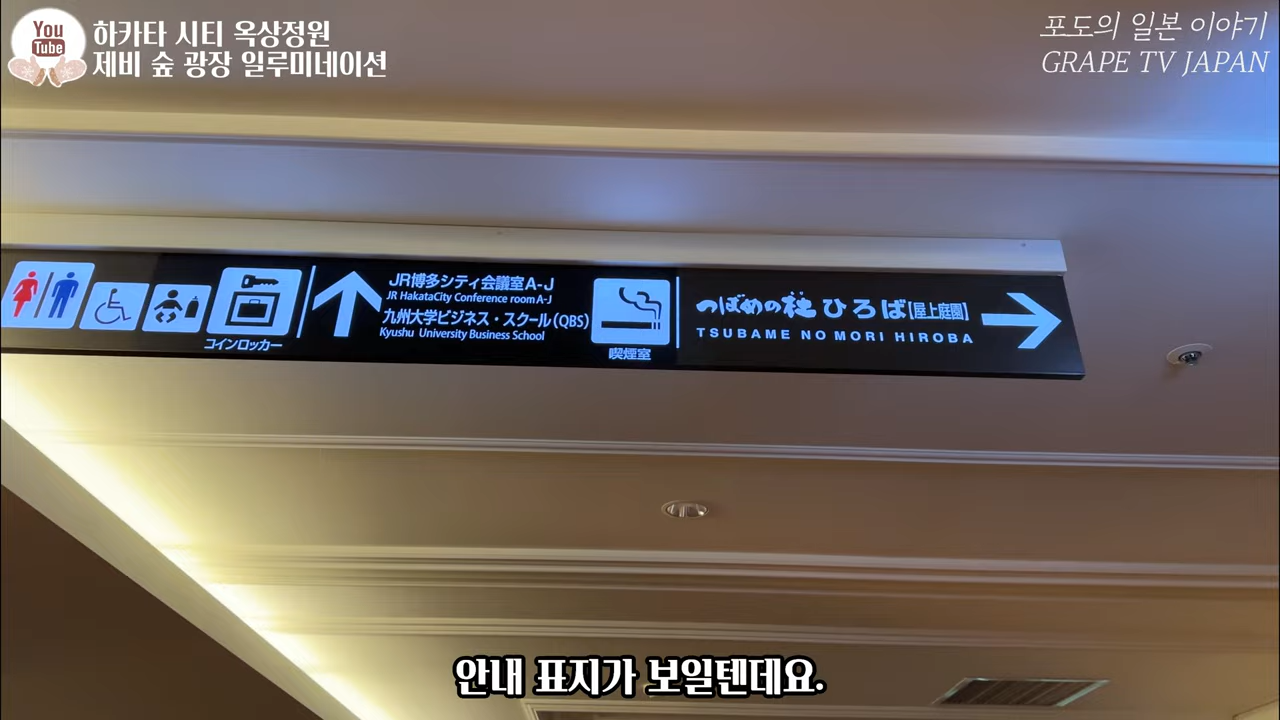 You
Tube
하카타 시티 옥상정원
제비 숲 광장 일루미네이션
포도의 일본 이야기
GRAPE TV JAPAN
コインロッカー
JR博多シティ会議室A-J
JR HakataCity Conference room A-J
九州大学ビジネス・スクール(QBS)
Kyushu University Business School
喫煙室
つばめの杜ひろば[屋上庭園]
TSUBAME NO MORI HIROBA
안내 표지가 보일텐데요.